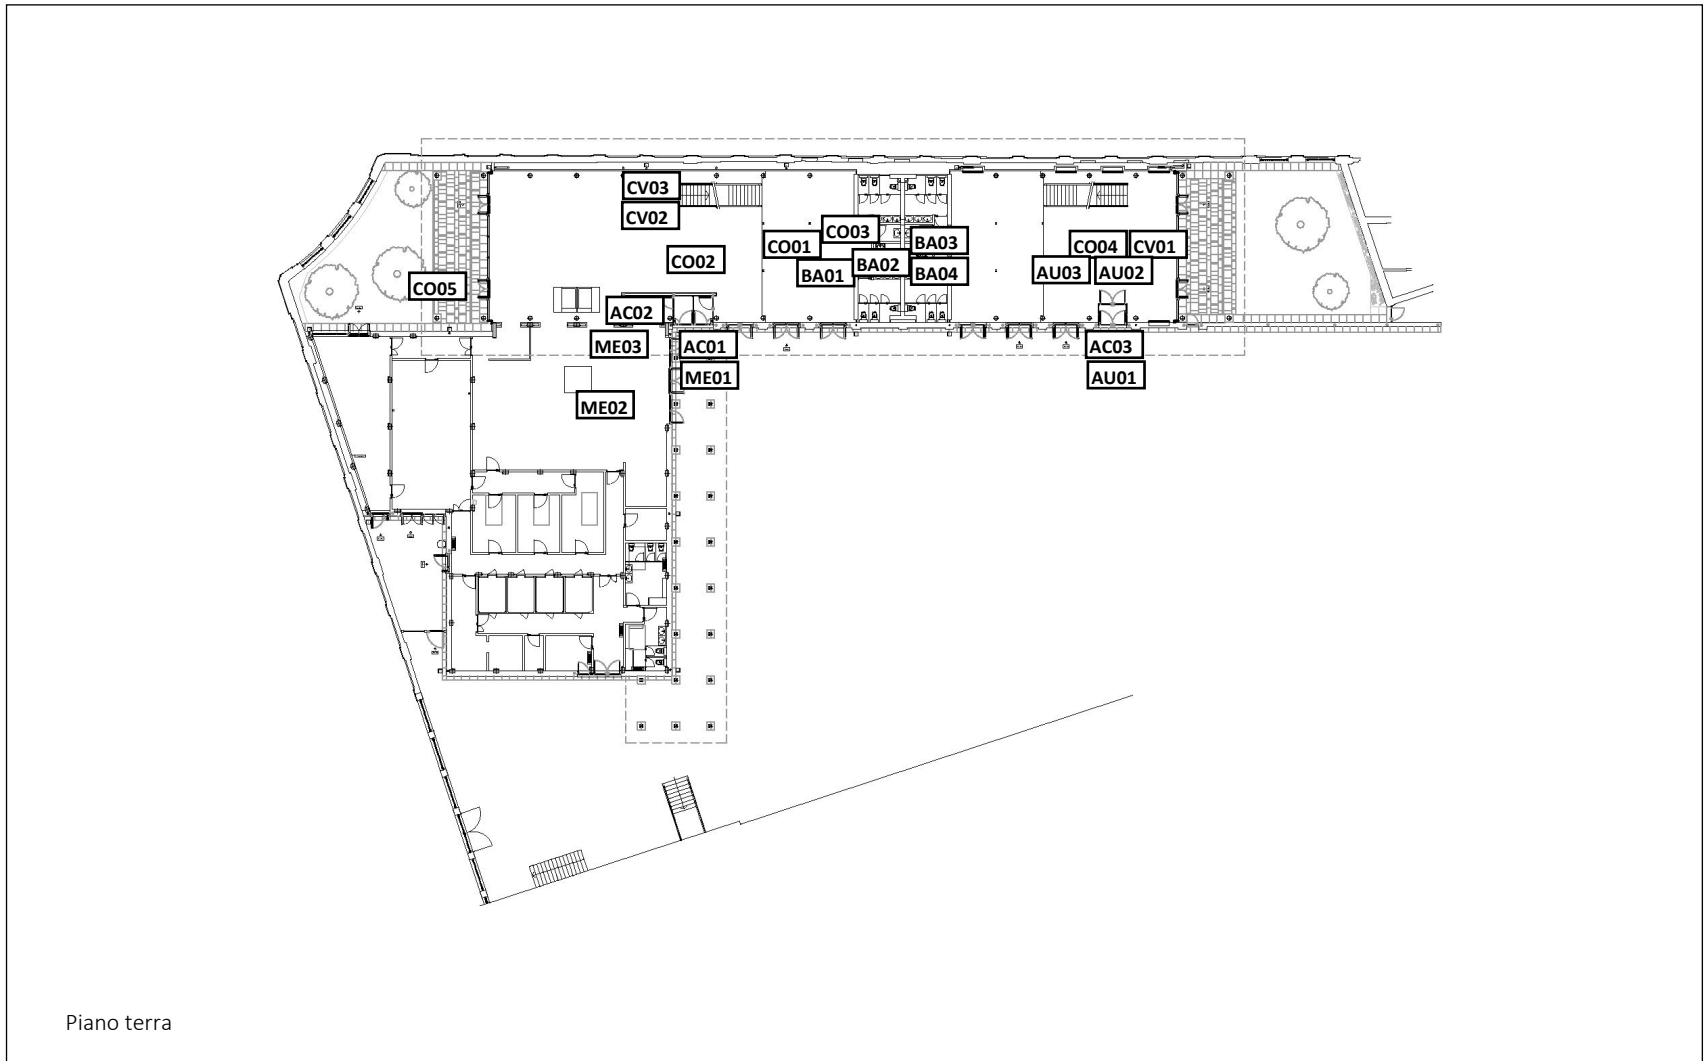 CV03
CV02
CO03
CO01
BA03
CO04 CV01
CO02
BA02
BA01
BA04
AU03 AU02
CO05
AC02
ME03
AC01
AC03
ME01
AU01
ME02
Piano terra